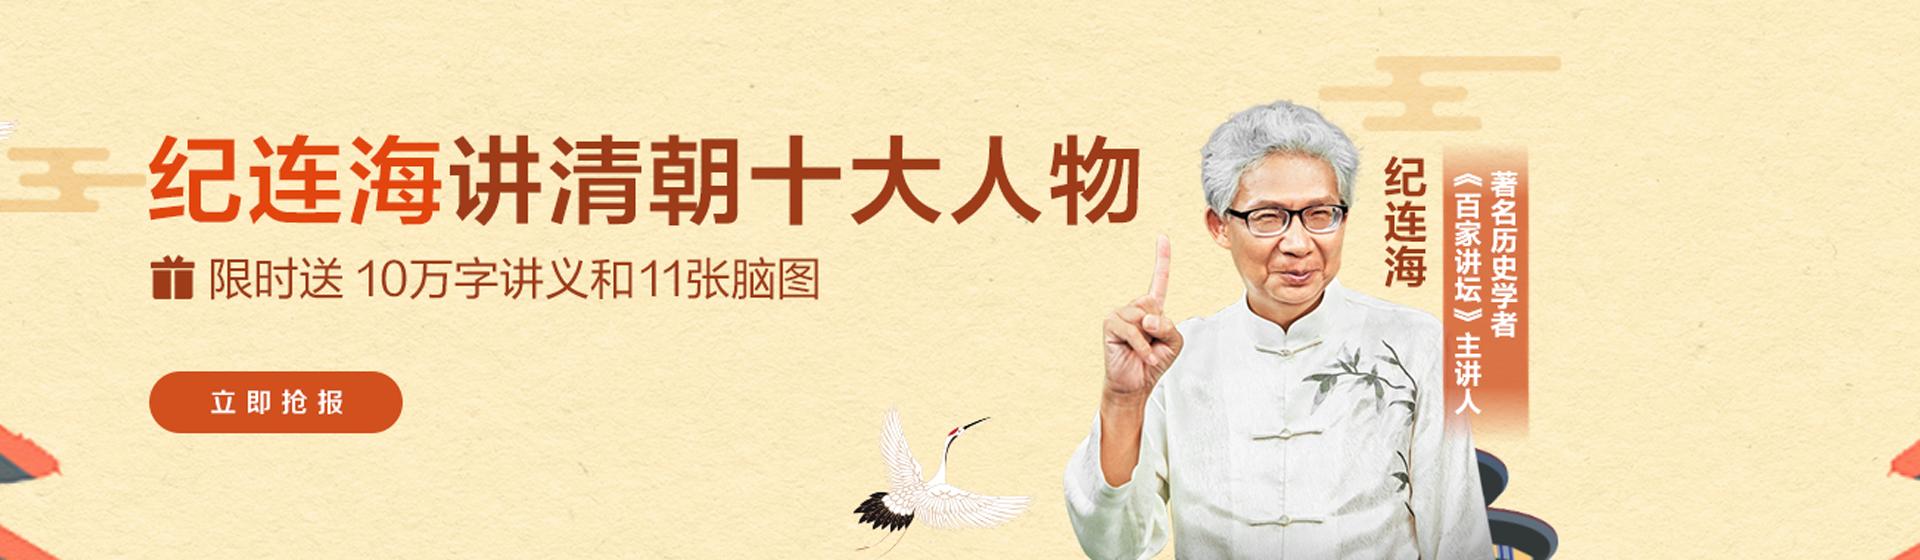 纪连海讲清朝十大人物
限时送 10万字讲义和11张脑图
立即抢报
纪连海
著名历史学者
《百家讲坛》主讲人